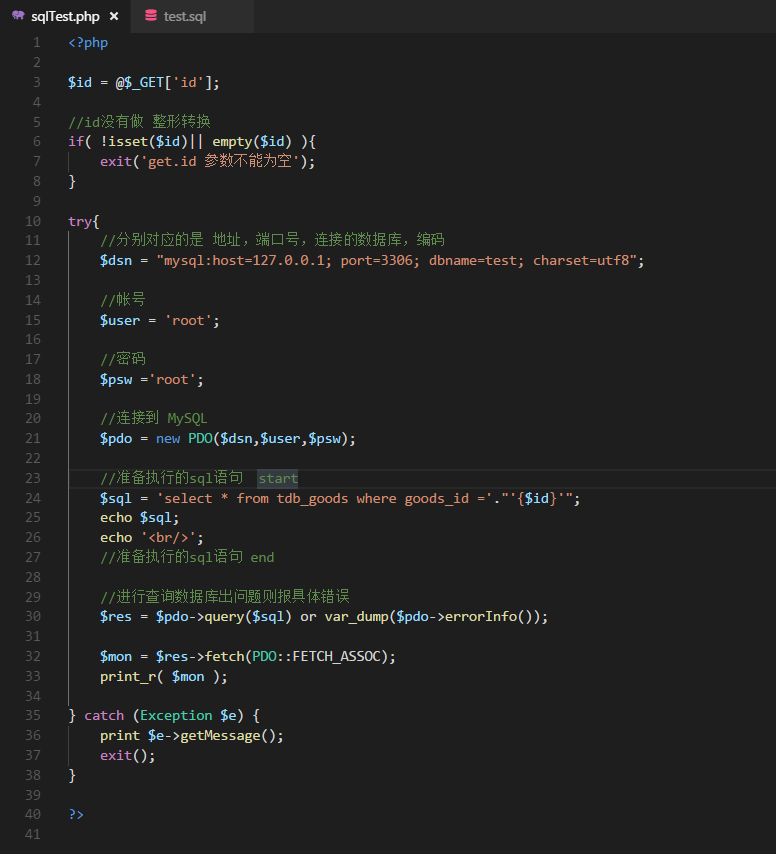 sqlTest.php × test.sql
1 <?php
2
3 $id = @$_GET['id'];
4
5 //id没有做 整形转换
6 if( !isset($id)|| empty($id) ){
7     exit('get.id 参数不能为空');
8 }
9
10 try{
11     //分别对应的是 地址，端口号，连接的数据库，编码
12     $dsn = "mysql:host=127.0.0.1; port=3306; dbname=test; charset=utf8";
13
14     //帐号
15     $user = 'root';
16
17     //密码
18     $psw ='root';
19
20     //连接到 MySQL
21     $pdo = new PDO($dsn,$user,$psw);
22
23     //准备执行的sql语句  start
24     $sql = 'select * from tdb_goods where goods_id ='."'{$id}'";
25     echo $sql;
26     echo '<br/>';
27     //准备执行的sql语句 end
28
29     //进行查询数据库出问题则报具体错误
30     $res = $pdo->query($sql) or var_dump($pdo->errorInfo());
31
32     $mon = $res->fetch(PDO::FETCH_ASSOC);
33     print_r( $mon );
34
35 } catch (Exception $e) {
36     print $e->getMessage();
37     exit();
38 }
39
40 ?>
41